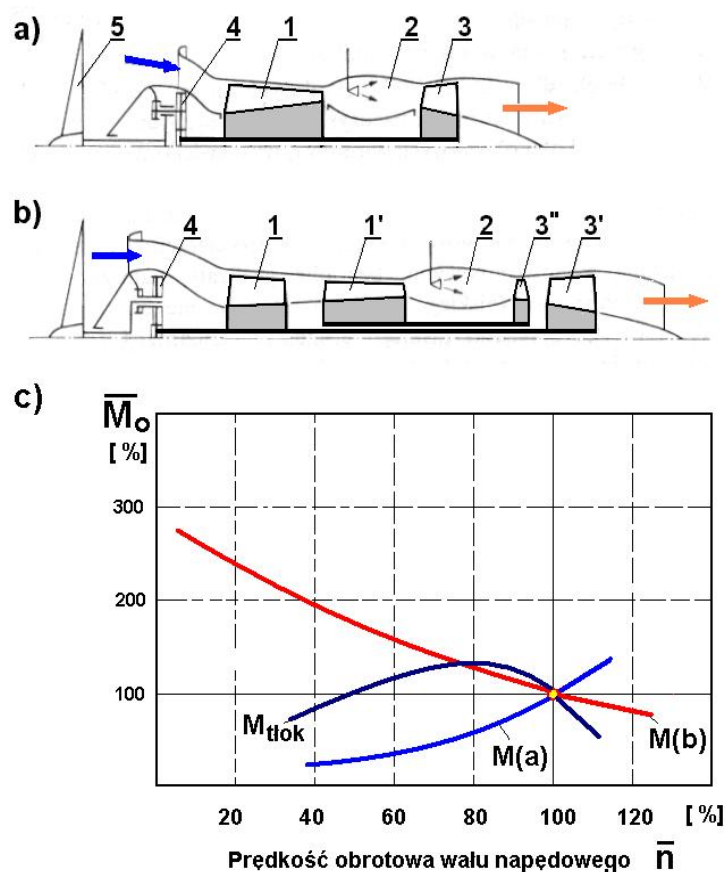 a)
5 4 1 2 3
b)
4 1 1' 2 3" 3'
c)
M̅o
[ % ]
300
200
100
Mtłok
M(a)
M(b)
20 40 60 80 100 120 [ % ]
Prędkość obrotowa wału napędowego n̅